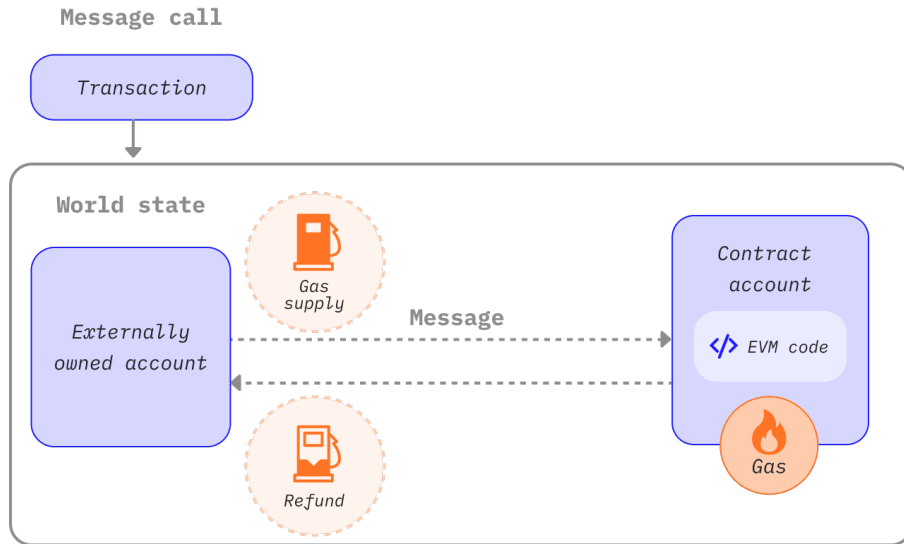 Message call
Transaction
World state
Gas
supply
Contract
account
Message
Externally
owned account
</> EVM code
Refund
Gas